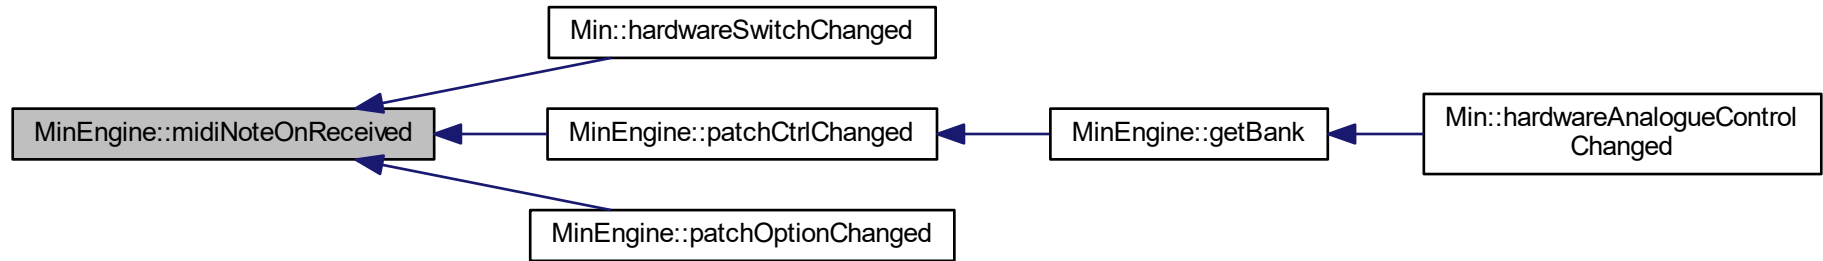 Min::hardwareSwitchChanged
MinEngine::midiNoteOnReceived
MinEngine::patchCtrlChanged
MinEngine::getBank
Min::hardwareAnalogueControl
Changed
MinEngine::patchOptionChanged